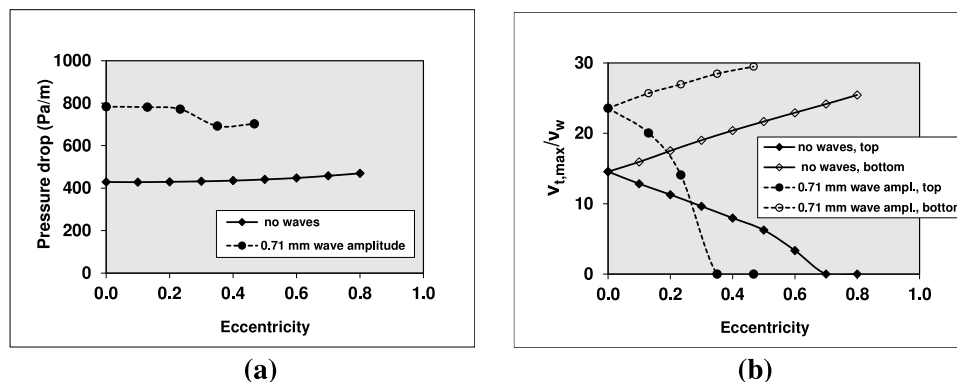 1000
800
600
400
200
0
Pressure drop (Pa/m)
no waves
0.71 mm wave amplitude
0.0 0.2 0.4 0.6 0.8 1.0
Eccentricity
(a)
30
20
10
0
v_t,max/v_w
no waves, top
no waves, bottom
0.71 mm wave ampl., top
0.71 mm wave ampl., bottom
0.0 0.2 0.4 0.6 0.8 1.0
Eccentricity
(b)